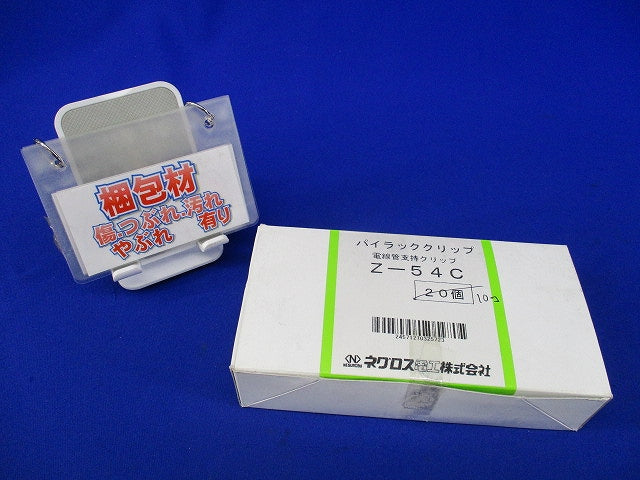 梱包材
傷、つぶれ、汚れ
やぶれ 有り
パイラッククリップ
電線管支持クリップ
Z-54C
20個 10コ
ネグロス電工株式会社